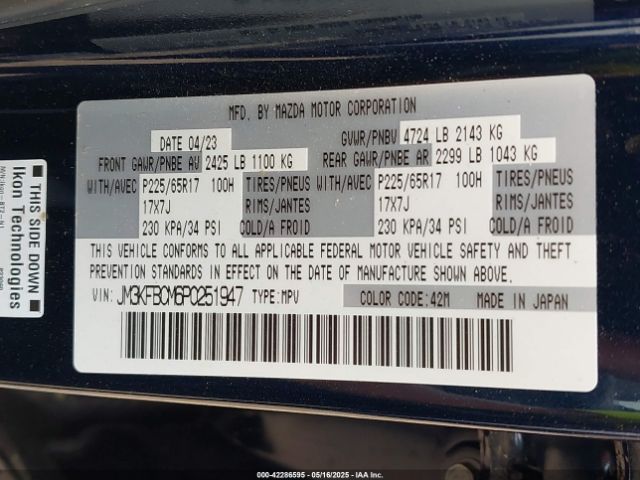 MFD. BY MAZDA MOTOR CORPORATION
DATE 04/23 GVWR/PNBV 4724 LB 2143 KG
FRONT GAWR/PNBE AV 2425 LB 1100 KG REAR GAWR/PNBE AR 2299 LB 1043 KG
WITH/AVEC P225/65R17 100H TIRES/PNEUS WITH/AVEC P225/65R17 100H TIRES/PNEUS
17X7J RIMS/JANTES 17X7J RIMS/JANTES
230 KPA/34 PSI COLD/A FROID 230 KPA/34 PSI COLD/A FROID
THIS VEHICLE CONFORMS TO ALL APPLICABLE FEDERAL MOTOR VEHICLE SAFETY AND THEFT
PREVENTION STANDARDS IN EFFECT ON THE DATE OF MANUFACTURE SHOWN ABOVE.
VIN: JM3KFBCM6P0251947 TYPE:MPV COLOR CODE:42M MADE IN JAPAN
THIS SIDE DOWN
Ikon Technologies
000-42286595 - 05/16/2025 - IAAI.COM